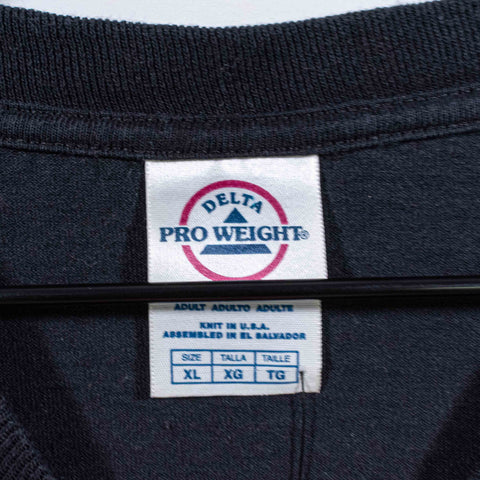 DELTA
PRO WEIGHT®
ADULT ADULTO ADULTE
KNIT IN U.S.A.
ASSEMBLED IN EL SALVADOR
SIZE TALLA TAILLE
XL XG TG